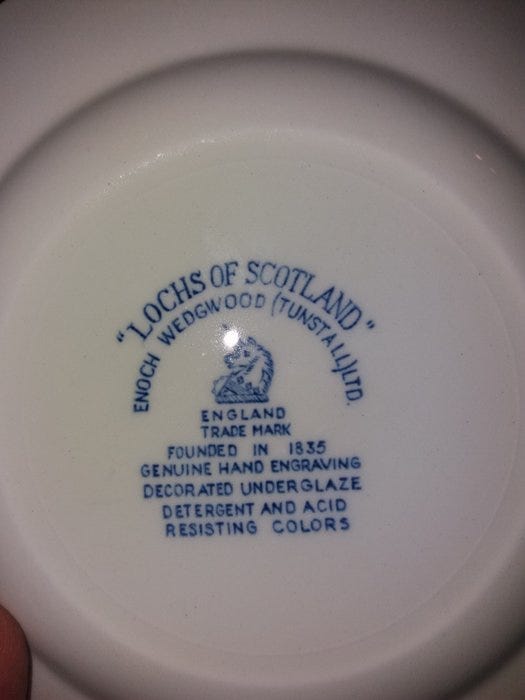 "LOCHS OF SCOTLAND"
ENOCH WEDGWOOD (TUNSTALL) LTD.
ENGLAND
TRADE MARK
FOUNDED IN 1835
GENUINE HAND ENGRAVING
DECORATED UNDERGLAZE
DETERGENT AND ACID
RESISTING COLORS